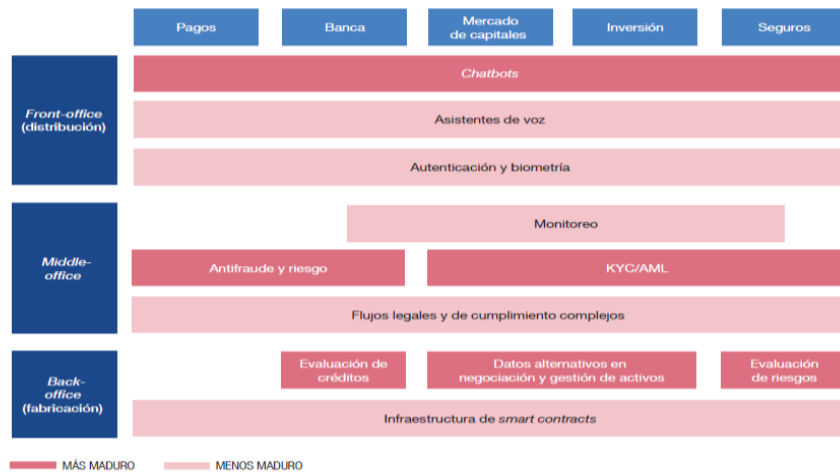 Pagos
Banca
Mercado
de capitales
Inversión
Seguros
Front-office
(distribución)
Chatbots
Asistentes de voz
Autenticación y biometría
Middle-
office
Monitoreo
Antifraude y riesgo
KYC/AML
Flujos legales y de cumplimiento complejos
Back-
office
(fabricación)
Evaluación de
créditos
Datos alternativos en
negociación y gestión de activos
Evaluación
de riesgos
Infraestructura de smart contracts
MÁS MADURO
MENOS MADURO